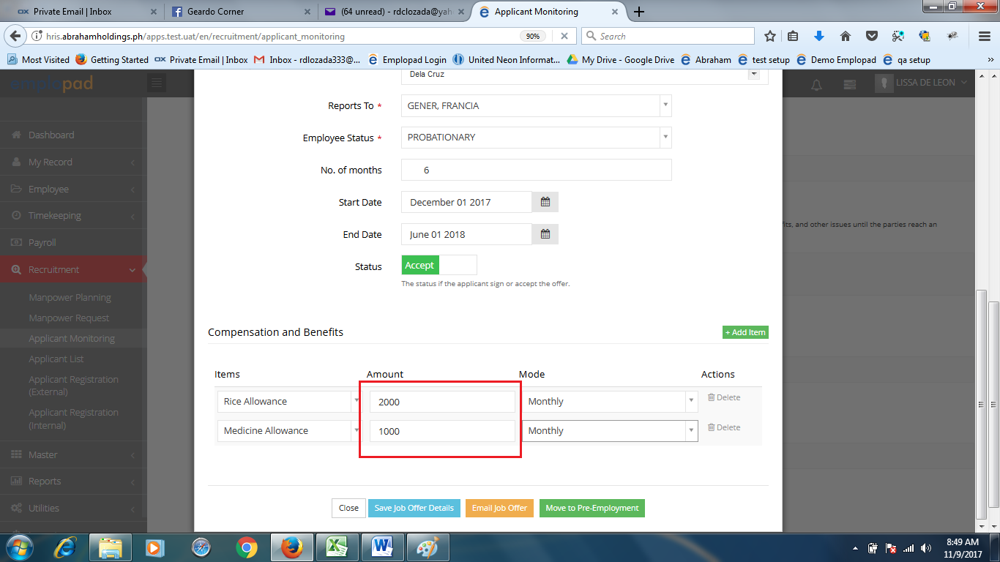 Private Email | Inbox
Geardo Corner
(64 unread) - rdclozada@yah
Applicant Monitoring
hris.abrahamholdings.ph/apps.test.uat/en/recruitment/applicant_monitoring
90%
Search
Most Visited
Getting Started
Private Email | Inbox
Inbox - rdlozada333@...
Emplopad Login
United Neon Informat...
My Drive - Google Drive
Abraham
test setup
Demo Emplopad
qa setup
emplopad
LISSA DE LEON
Dashboard
My Record
Employee
Timekeeping
Payroll
Recruitment
Manpower Planning
Manpower Request
Applicant Monitoring
Applicant List
Applicant Registration
(External)
Applicant Registration
(Internal)
Master
Reports
Utilities
Dela Cruz
Reports To *
GENER, FRANCIA
Employee Status *
PROBATIONARY
No. of months
6
Start Date
December 01 2017
End Date
June 01 2018
Status
Accept
The status if the applicant sign or accept the offer.
fits, and other issues until the parties reach an
Compensation and Benefits
+ Add Item
Items Amount Mode Actions
Rice Allowance 2000 Monthly Delete
Medicine Allowance 1000 Monthly Delete
Close
Save Job Offer Details
Email Job Offer
Move to Pre-Employment
8:49 AM
11/9/2017